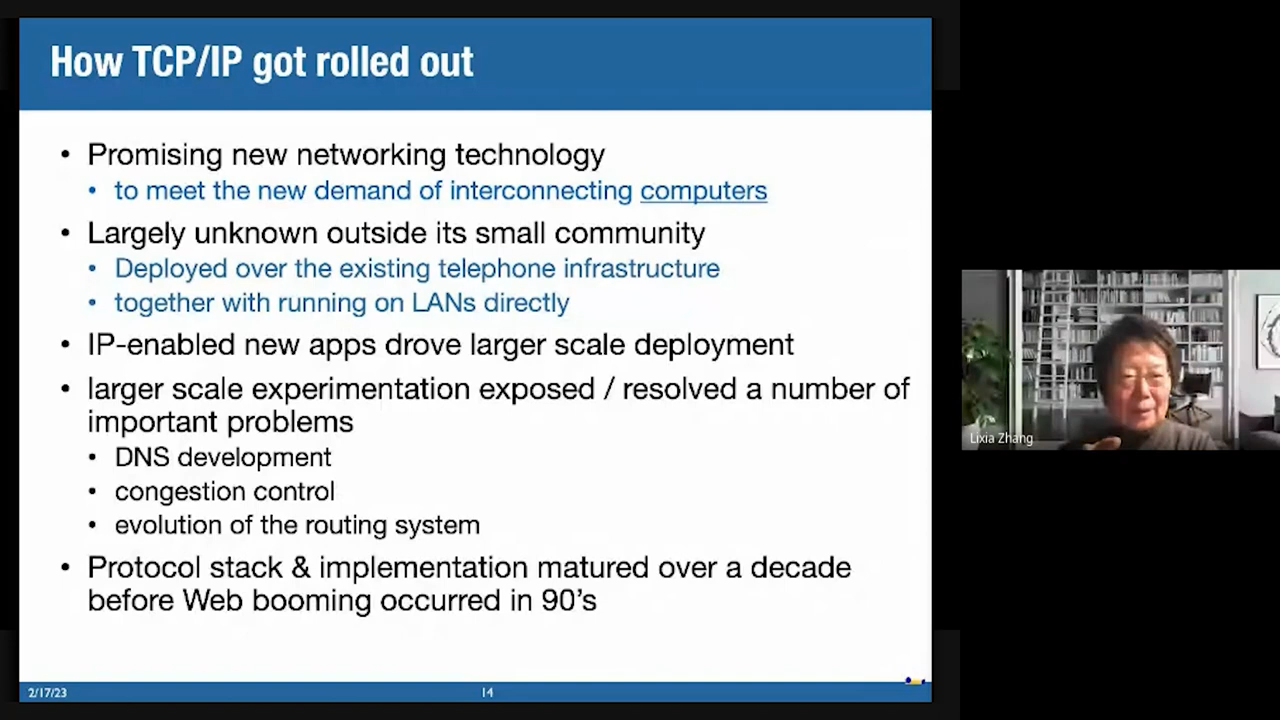 How TCP/IP got rolled out
• Promising new networking technology
• to meet the new demand of interconnecting computers
• Largely unknown outside its small community
• Deployed over the existing telephone infrastructure
• together with running on LANs directly
• IP-enabled new apps drove larger scale deployment
• larger scale experimentation exposed / resolved a number of
important problems
• DNS development
• congestion control
• evolution of the routing system
• Protocol stack & implementation matured over a decade
before Web booming occurred in 90's
2/17/23
14
Lixia Zhang